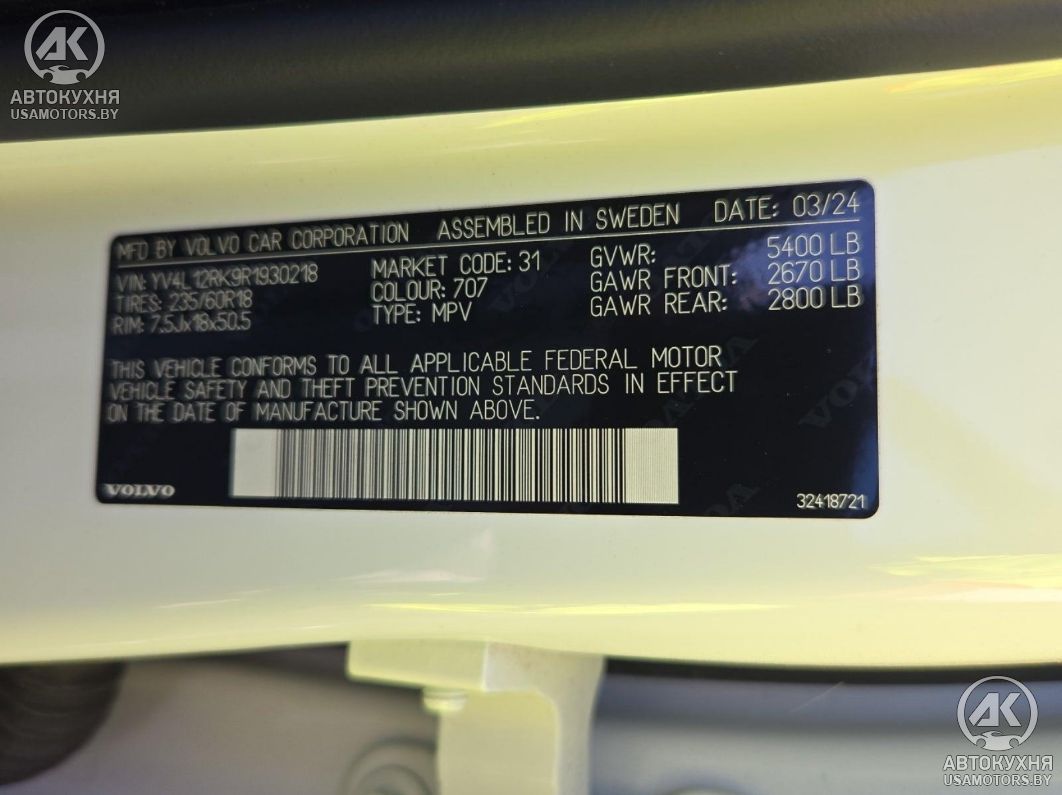 AK
АВТОКУХНЯ
USAMOTORS.BY
MFD BY VOLVO CAR CORPORATION ASSEMBLED IN SWEDEN DATE: 03/24
VIN: YV4L12RK9R1930218 MARKET CODE: 31 GVWR: 5400 LB
TIRES: 235/60R18 COLOUR: 707 GAWR FRONT: 2670 LB
RIM: 7.5Jx18x50.5 TYPE: MPV GAWR REAR: 2800 LB
THIS VEHICLE CONFORMS TO ALL APPLICABLE FEDERAL MOTOR
VEHICLE SAFETY AND THEFT PREVENTION STANDARDS IN EFFECT
ON THE DATE OF MANUFACTURE SHOWN ABOVE.
VOLVO
32418721
AK
АВТОКУХНЯ
USAMOTORS.BY